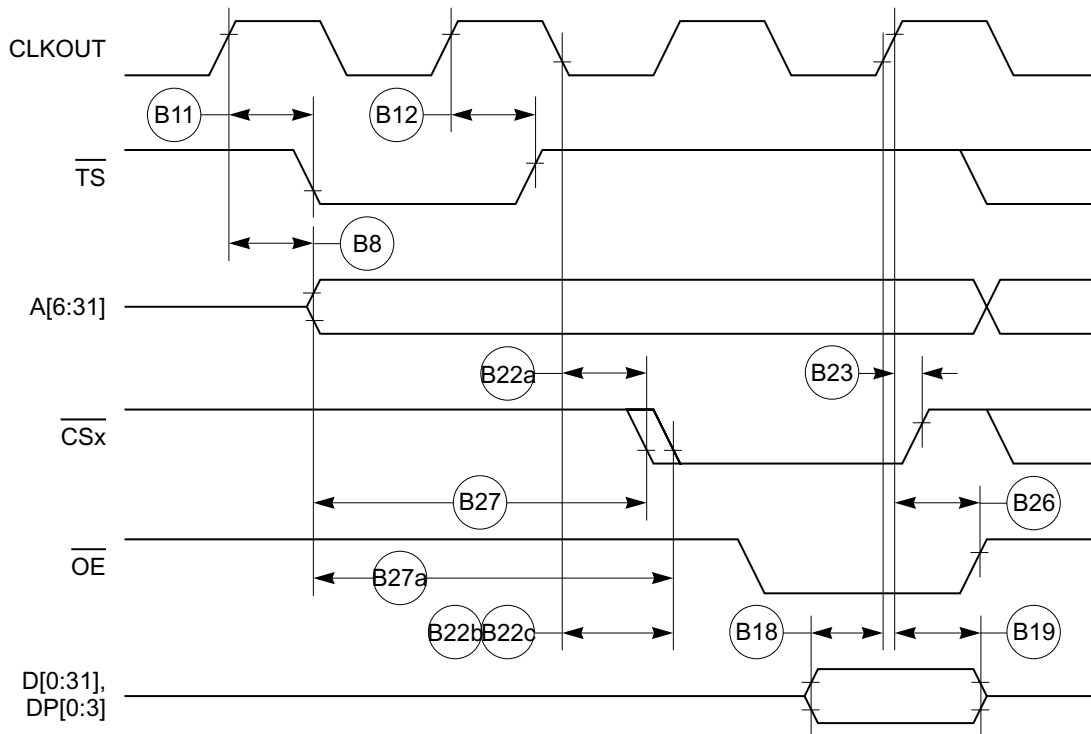 CLKOUT
B11
B12
TS
B8
A[6:31]
B22a
B23
CSx
B27
B26
OE
B27a
B22b B22c
B18
B19
D[0:31],
DP[0:3]